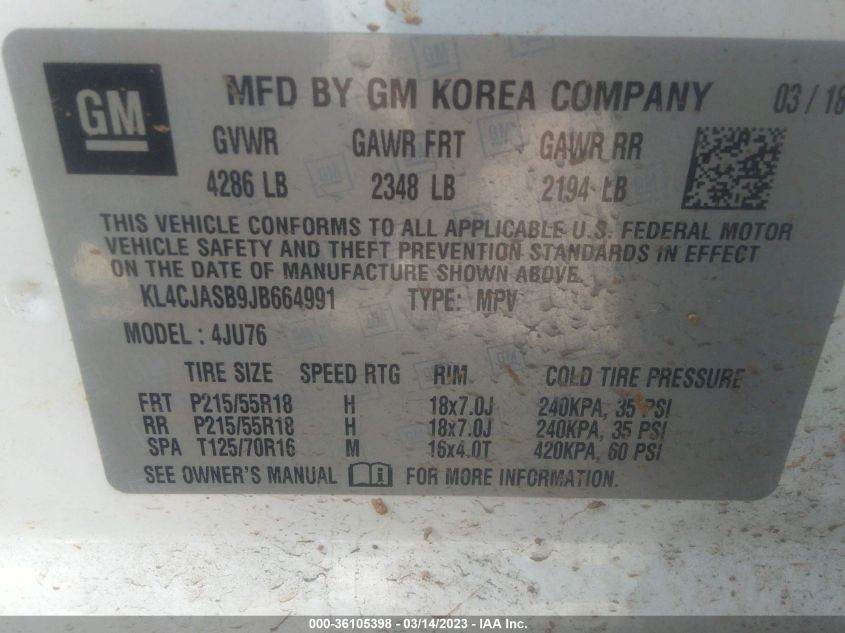 GM MFD BY GM KOREA COMPANY 03/18
GVWR GAWR FRT GAWR RR
4286 LB 2348 LB 2194 LB
THIS VEHICLE CONFORMS TO ALL APPLICABLE U.S. FEDERAL MOTOR
VEHICLE SAFETY AND THEFT PREVENTION STANDARDS IN EFFECT
ON THE DATE OF MANUFACTURE SHOWN ABOVE.
KL4CJASB9JB664991 TYPE: MPV
MODEL: 4JU76
TIRE SIZE SPEED RTG RIM COLD TIRE PRESSURE
FRT P215/55R18 H 18x7.0J 240KPA, 35 PSI
RR P215/55R18 H 18x7.0J 240KPA, 35 PSI
SPA T125/70R16 M 16x4.0T 420KPA, 60 PSI
SEE OWNER'S MANUAL FOR MORE INFORMATION.
000-36105398 - 03/14/2023 - IAA Inc.